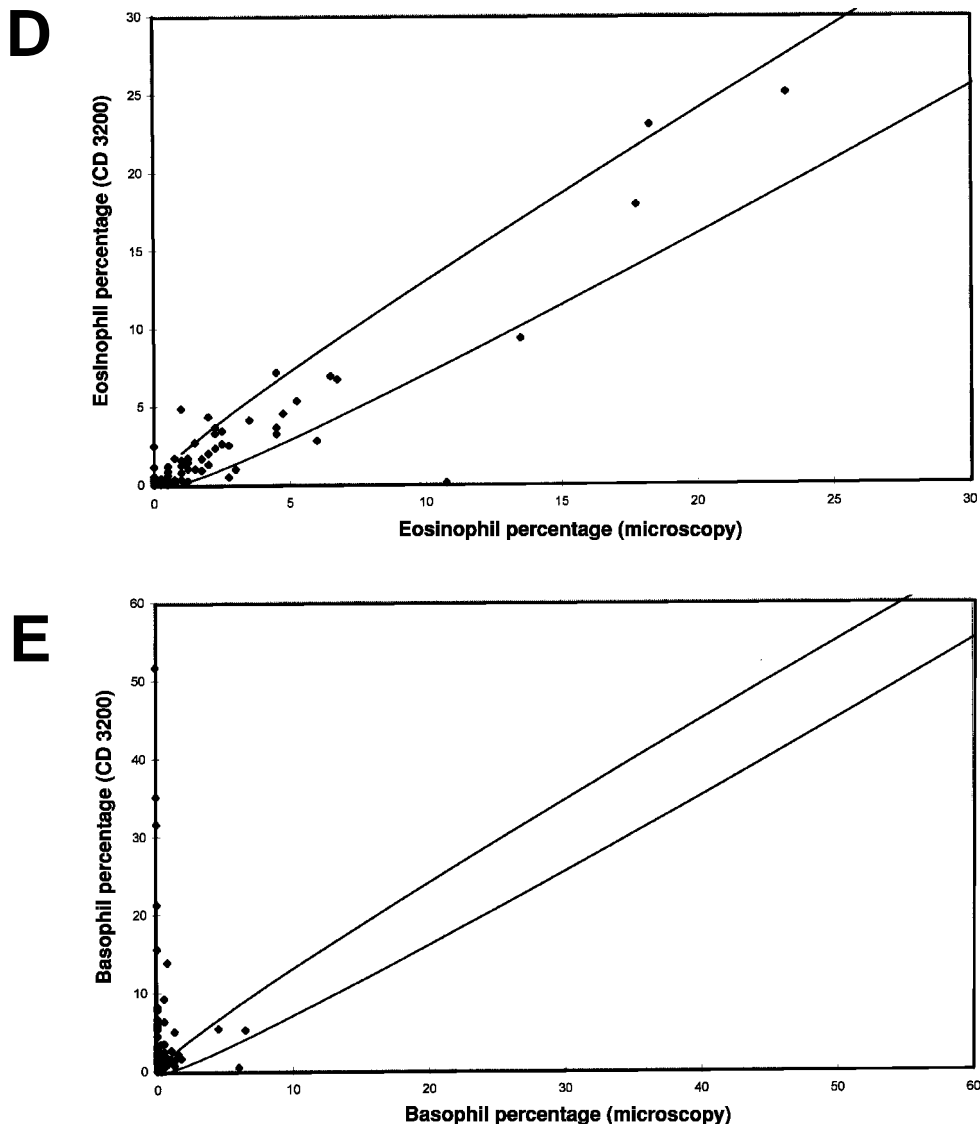 D
30
25
20
15
10
5
0
Eosinophil percentage (CD 3200)
0 5 10 15 20 25 30
Eosinophil percentage (microscopy)
E
60
50
40
30
20
10
0
Basophil percentage (CD 3200)
0 10 20 30 40 50 60
Basophil percentage (microscopy)